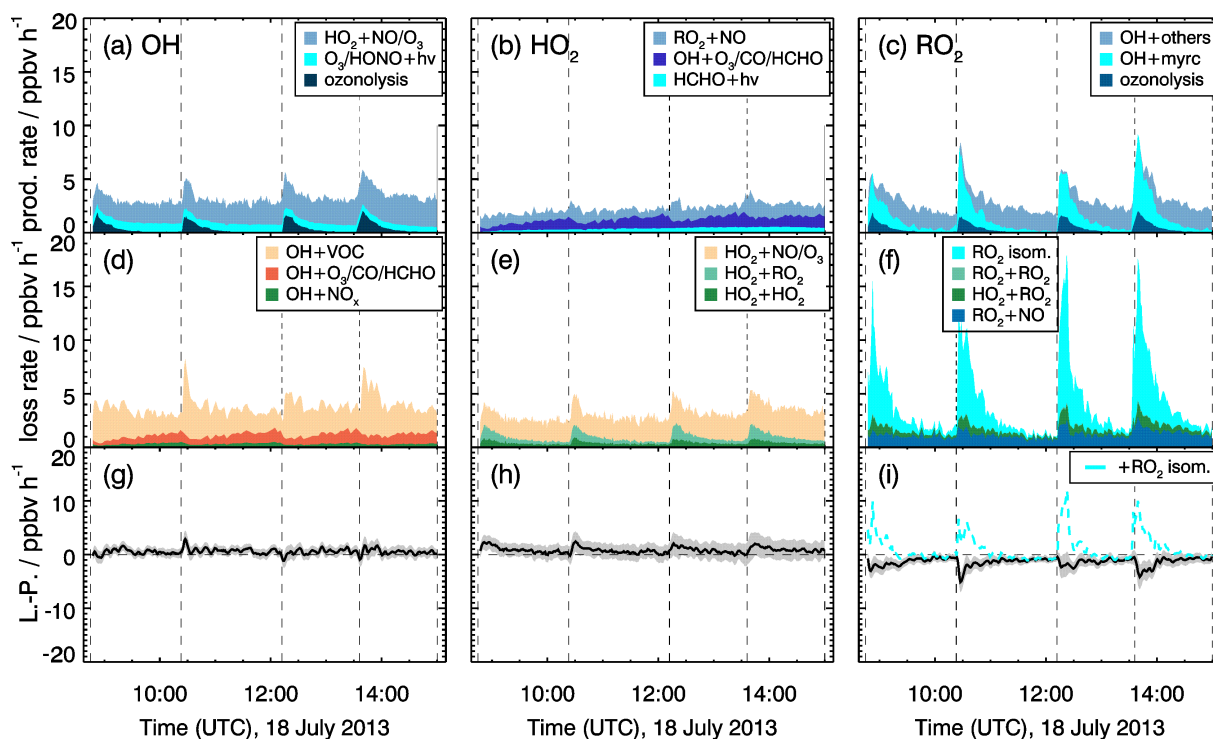 (a) OH
HO₂+NO/O₃
O₃/HONO+hv
ozonolysis
(b) HO₂
RO₂+NO
OH+O₃/CO/HCHO
HCHO+hv
(c) RO₂
OH+others
OH+myrc
ozonolysis
prod. rate / ppbv h⁻¹
20
15
10
5
0
(d)
OH+VOC
OH+O₃/CO/HCHO
OH+NOₓ
(e)
HO₂+NO/O₃
HO₂+RO₂
HO₂+HO₂
(f)
RO₂ isom.
RO₂+RO₂
HO₂+RO₂
RO₂+NO
loss rate / ppbv h⁻¹
20
15
10
5
0
(g)
(h)
(i)
+RO₂ isom.
L.-P. / ppbv h⁻¹
20
10
0
-10
-20
10:00 12:00 14:00
10:00 12:00 14:00
10:00 12:00 14:00
Time (UTC), 18 July 2013
Time (UTC), 18 July 2013
Time (UTC), 18 July 2013